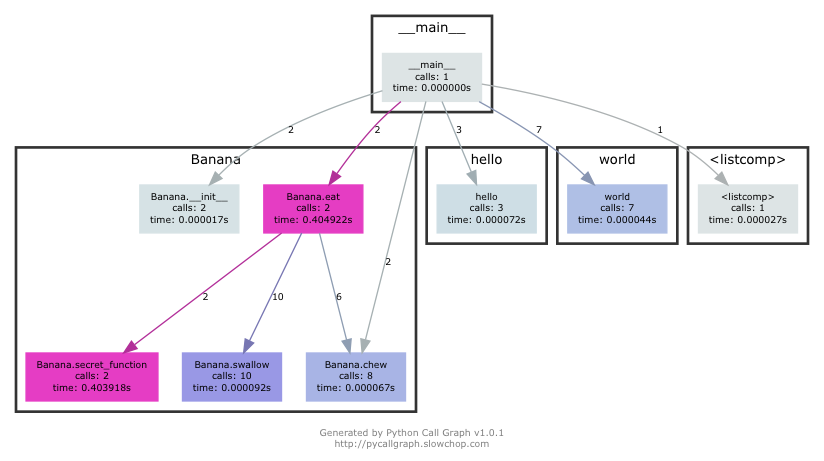 __main__
__main__
calls: 1
time: 0.000000s
2
2
3
7
1
Banana
hello
world
<listcomp>
Banana.__init__
calls: 2
time: 0.000017s
Banana.eat
calls: 2
time: 0.404922s
hello
calls: 3
time: 0.000072s
world
calls: 7
time: 0.000044s
<listcomp>
calls: 1
time: 0.000027s
2
2
10
6
Banana.secret_function
calls: 2
time: 0.403918s
Banana.swallow
calls: 10
time: 0.000092s
Banana.chew
calls: 8
time: 0.000067s
Generated by Python Call Graph v1.0.1
http://pycallgraph.slowchop.com